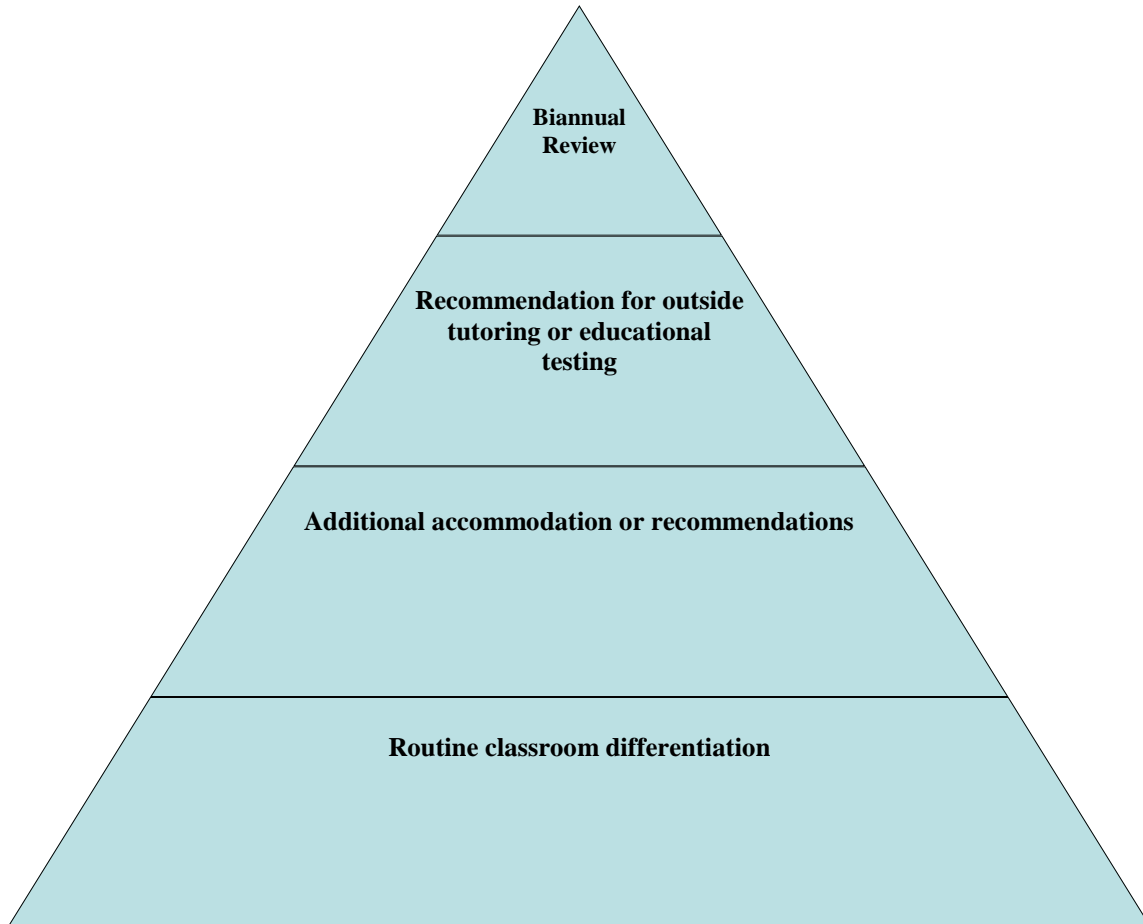 Biannual
Review
Recommendation for outside
tutoring or educational
testing
Additional accommodation or recommendations
Routine classroom differentiation